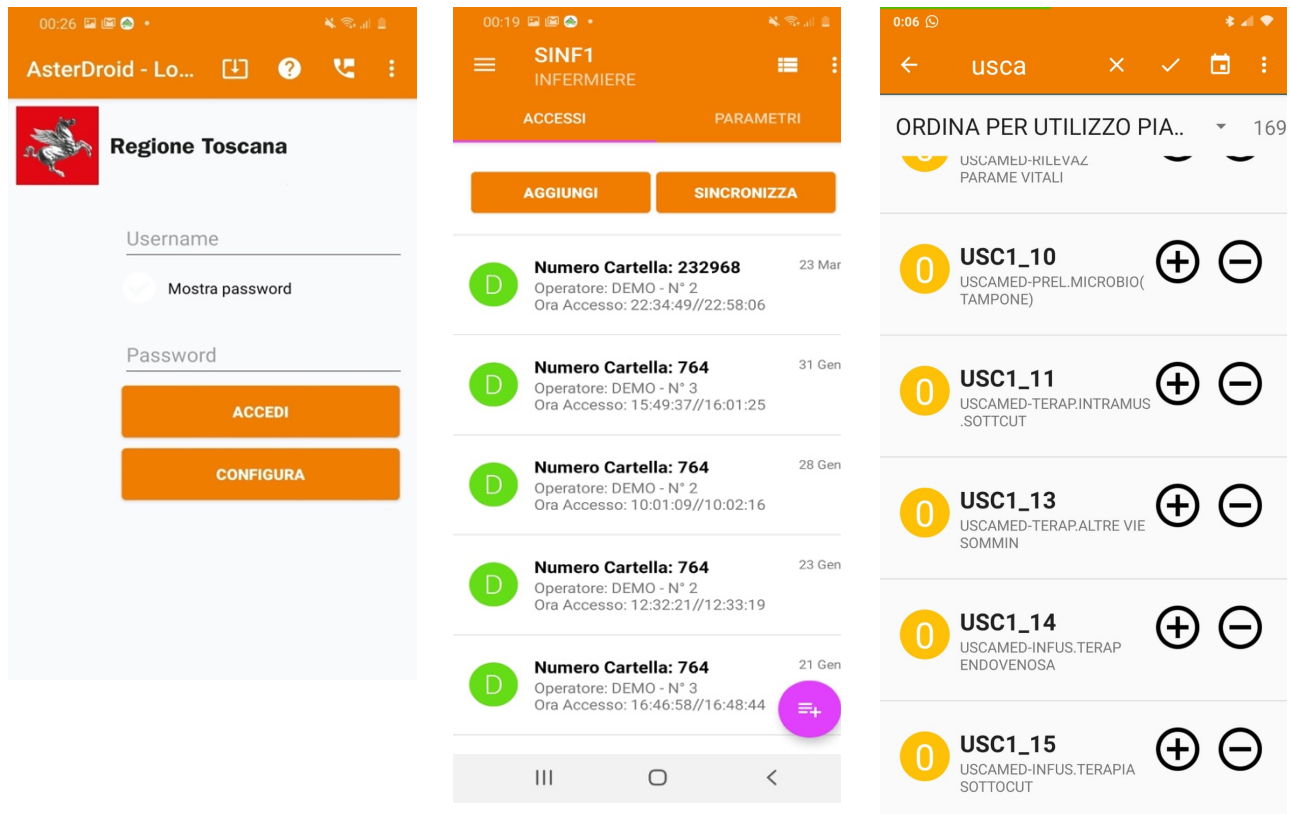 00:26
AsterDroid - Lo...
Regione Toscana
Username
Mostra password
Password
ACCEDI
CONFIGURA
00:19
SINF1
INFERMIERE
ACCESSI PARAMETRI
AGGIUNGI SINCRONIZZA
D
Numero Cartella: 232968 23 Mar
Operatore: DEMO - N° 2
Ora Accesso: 22:34:49//22:58:06
D
Numero Cartella: 764 31 Gen
Operatore: DEMO - N° 3
Ora Accesso: 15:49:37//16:01:25
D
Numero Cartella: 764 28 Gen
Operatore: DEMO - N° 2
Ora Accesso: 10:01:09//10:02:16
D
Numero Cartella: 764 23 Gen
Operatore: DEMO - N° 2
Ora Accesso: 12:32:21//12:33:19
D
Numero Cartella: 764 21 Gen
Operatore: DEMO - N° 3
Ora Accesso: 16:46:58//16:48:44
0:06
usca
ORDINA PER UTILIZZO PIA.. 169
0
USCAMED-RILEVAZ
PARAME VITALI
0
USC1_10
USCAMED-PREL.MICROBIO(
TAMPONE)
0
USC1_11
USCAMED-TERAP.INTRAMUS
.SOTTCUT
0
USC1_13
USCAMED-TERAP.ALTRE VIE
SOMMIN
0
USC1_14
USCAMED-INFUS.TERAP
ENDOVENOSA
0
USC1_15
USCAMED-INFUS.TERAPIA
SOTTOCUT